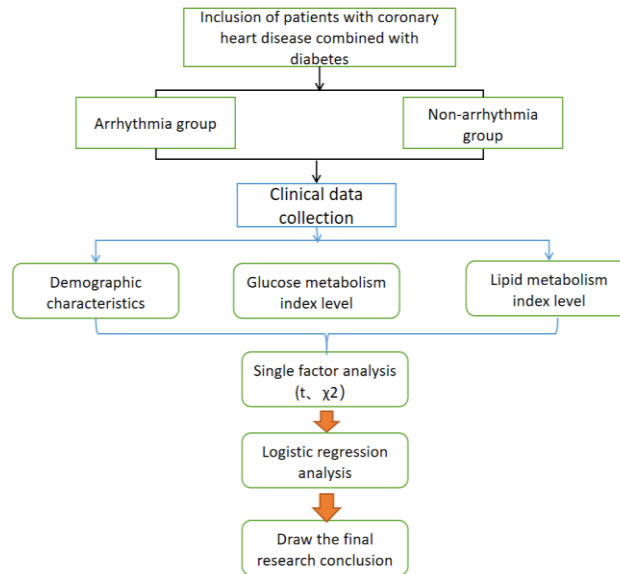 Inclusion of patients with coronary
heart disease combined with
diabetes
Arrhythmia group
Non-arrhythmia
group
Clinical data
collection
Demographic
characteristics
Glucose metabolism
index level
Lipid metabolism
index level
Single factor analysis
(t、χ2)
Logistic regression
analysis
Draw the final
research conclusion